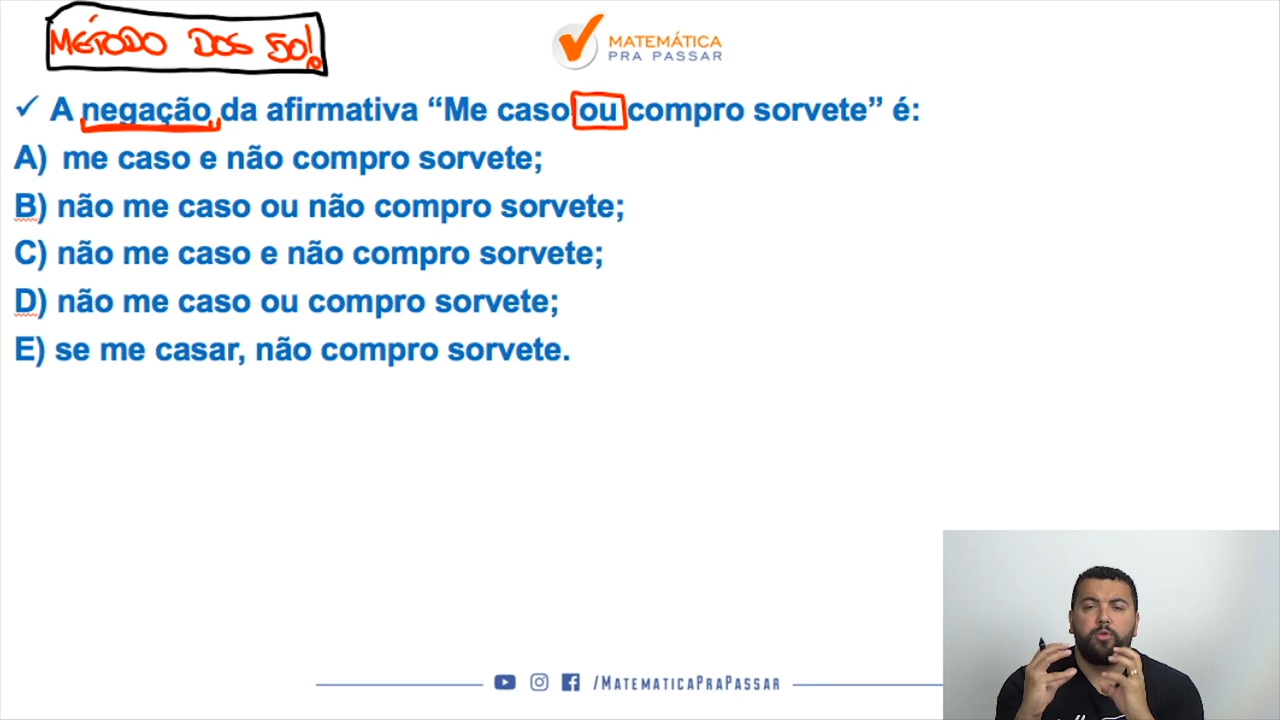 MÉTODO DOS 50!
MATEMÁTICA
PRA PASSAR
✓ A negação da afirmativa “Me caso ou compro sorvete” é:
A) me caso e não compro sorvete;
B) não me caso ou não compro sorvete;
C) não me caso e não compro sorvete;
D) não me caso ou compro sorvete;
E) se me casar, não compro sorvete.
/MATEMATICAPRAPASSAR